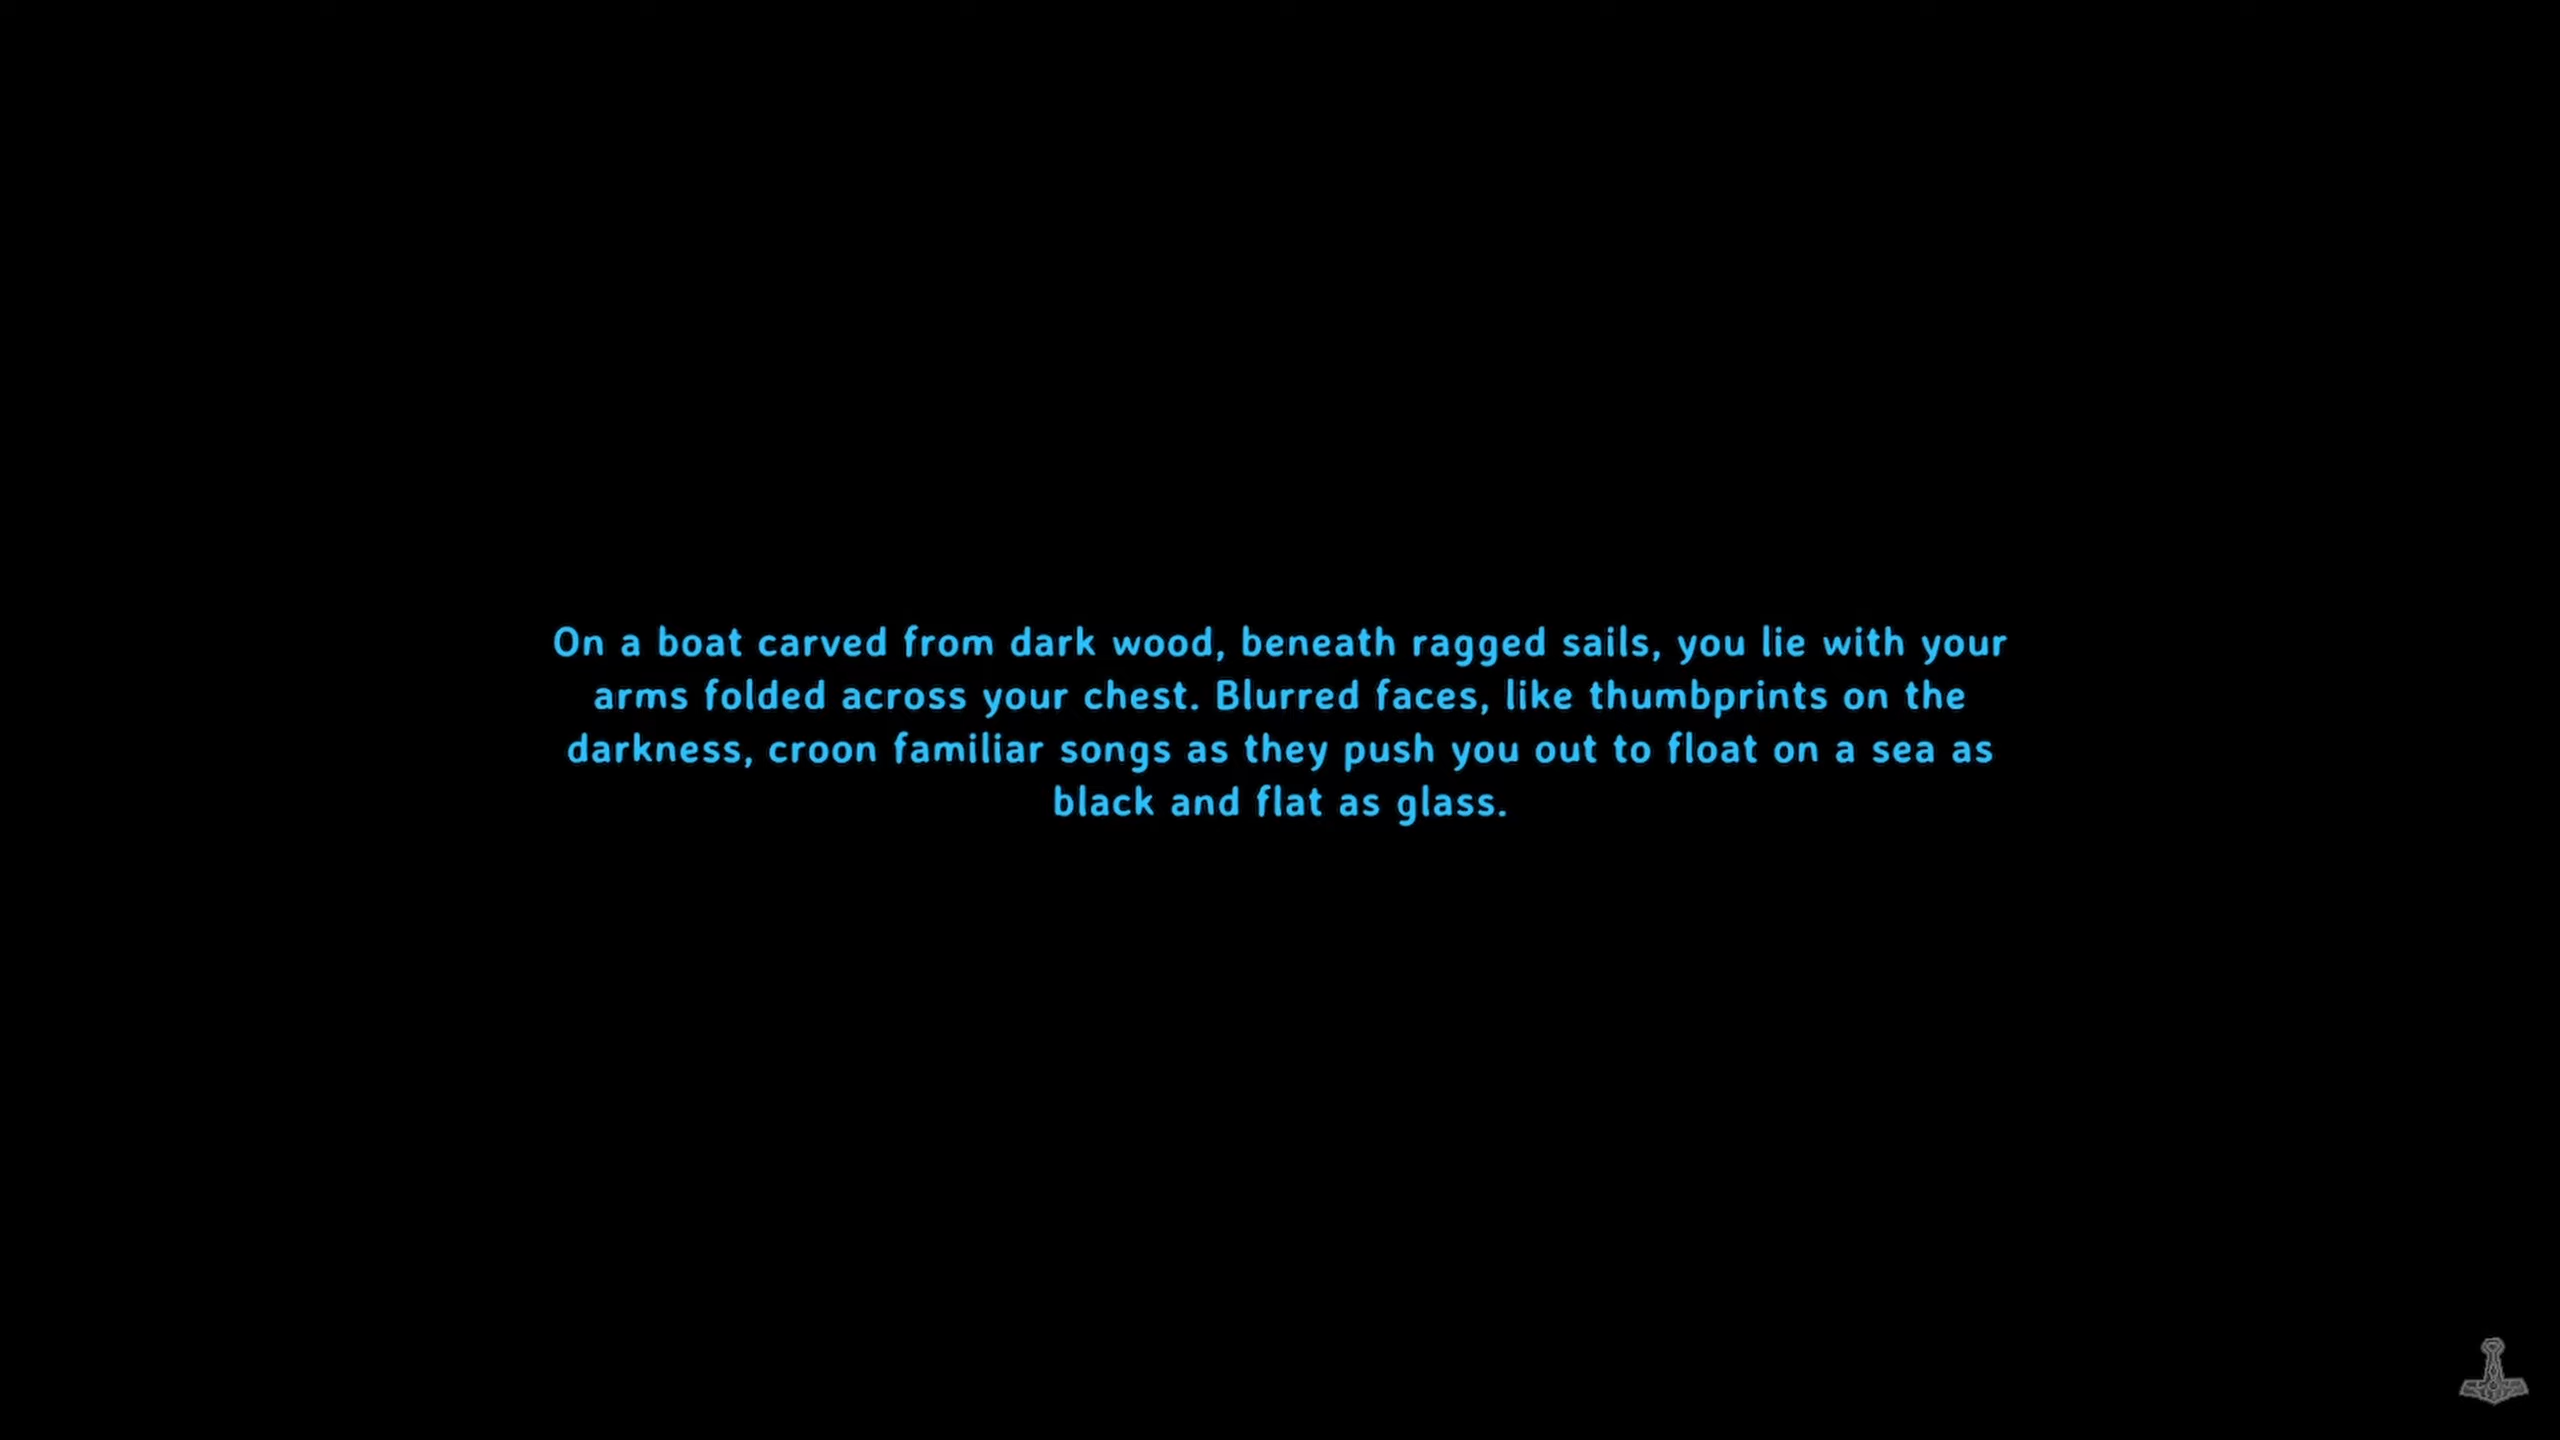 On a boat carved from dark wood, beneath ragged sails, you lie with your
arms folded across your chest. Blurred faces, like thumbprints on the
darkness, croon familiar songs as they push you out to float on a sea as
black and flat as glass.